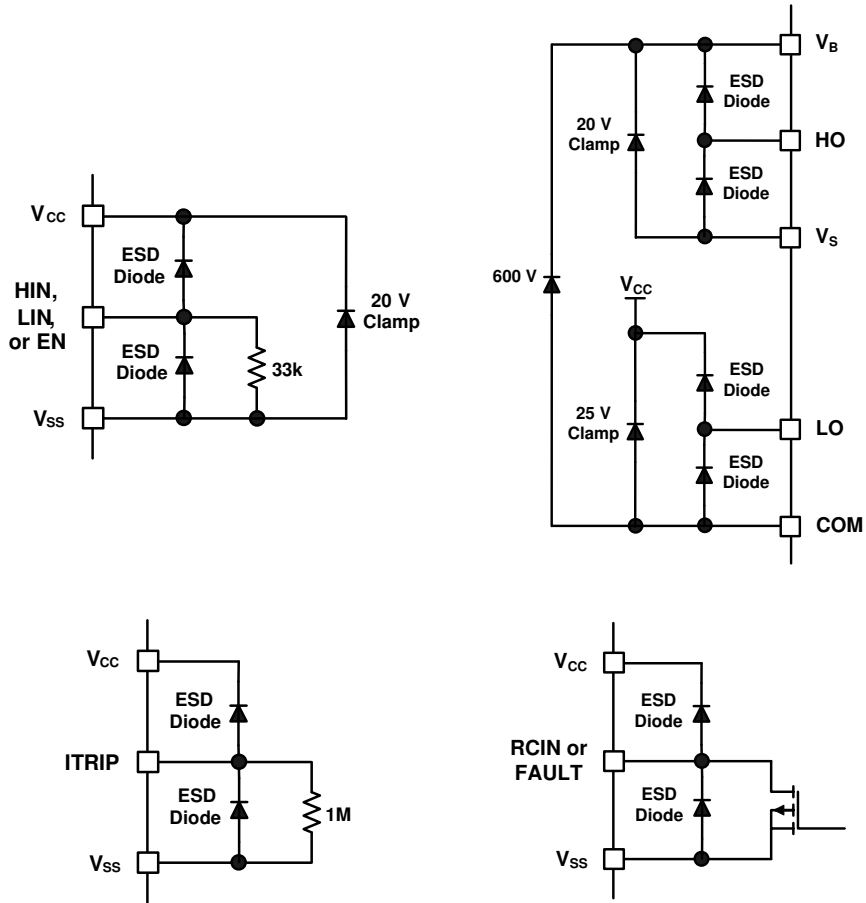 VCC
ESD
Diode
HIN,
LIN,
or EN
ESD
Diode
33k
20 V
Clamp
VSS
VB
ESD
Diode
20 V
Clamp
HO
ESD
Diode
VS
600 V
VCC
ESD
Diode
25 V
Clamp
LO
ESD
Diode
COM
VCC
ESD
Diode
ITRIP
ESD
Diode
1M
VSS
VCC
ESD
Diode
RCIN or
FAULT
ESD
Diode
VSS